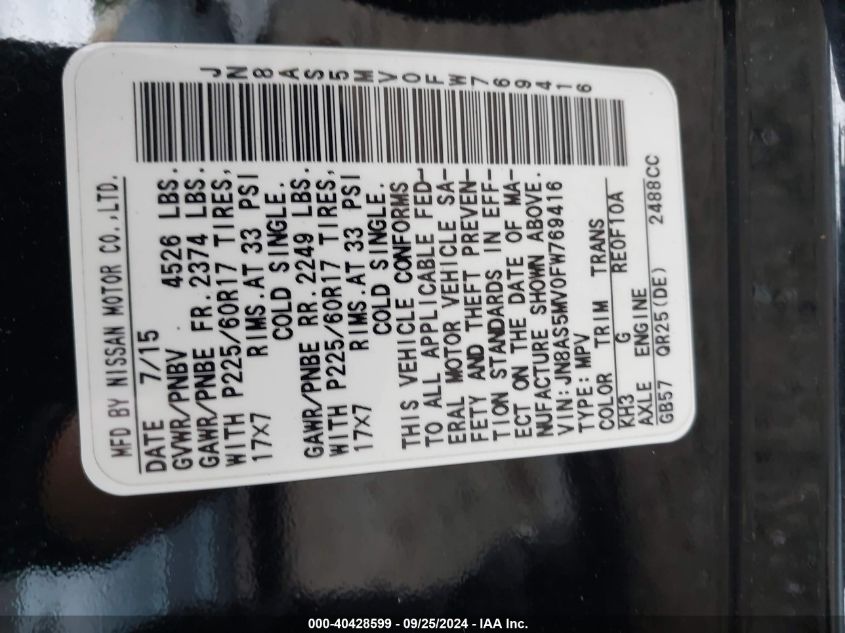 MFD BY NISSAN MOTOR CO.,LTD.
JN8AS5MV0FW769416
DATE 7/15
GVWR/PNBV 4526 LBS.
GAWR/PNBE FR.2374 LBS.
WITH P225/60R17 TIRES,
17X7 RIMS.AT 33 PSI
COLD SINGLE.
GAWR/PNBE RR.2249 LBS.
WITH P225/60R17 TIRES,
17X7 RIMS.AT 33 PSI
COLD SINGLE.
THIS VEHICLE CONFORMS
TO ALL APPLICABLE FED-
ERAL MOTOR VEHICLE SA-
FETY AND THEFT PREVEN-
TION STANDARDS IN EFF-
ECT ON THE DATE OF MA-
NUFACTURE SHOWN ABOVE.
VIN:JN8AS5MV0FW769416
TYPE:MPV
COLOR TRIM TRANS
KH3 G RE0F10A
AXLE ENGINE
GB57 QR25(DE) 2488CC
000-40428599 - 09/25/2024 - IAA Inc.